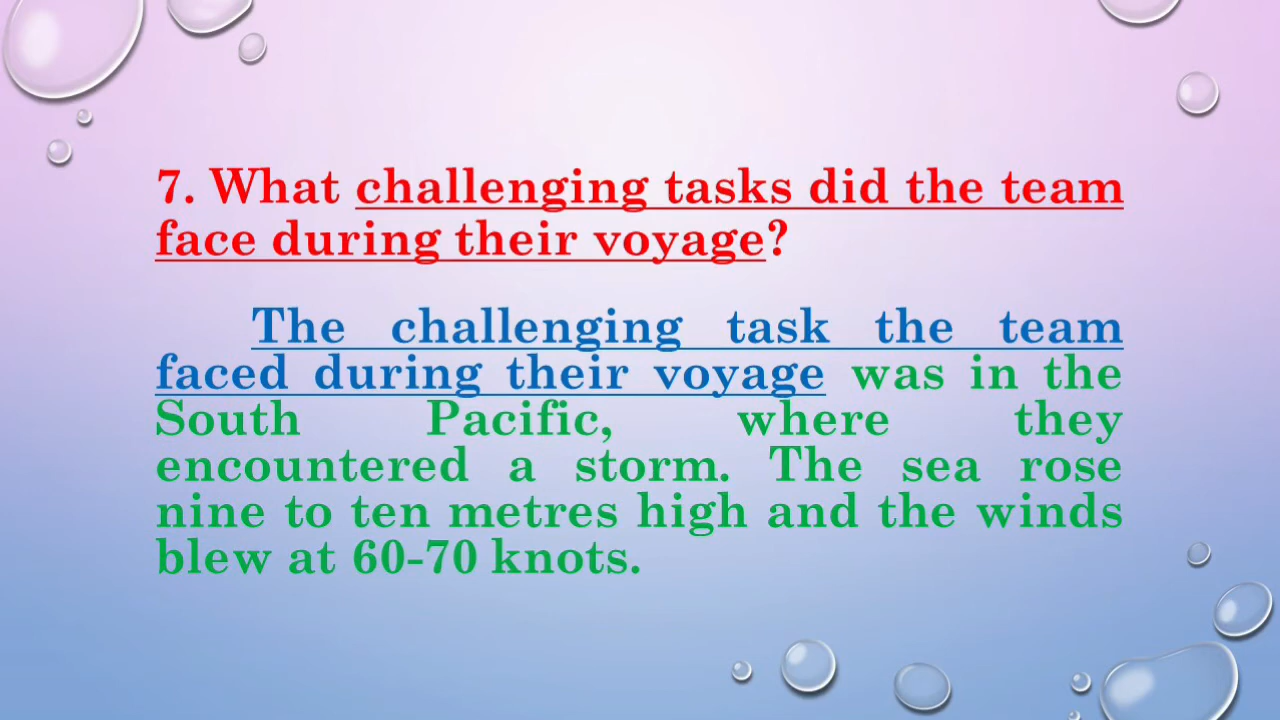 7. What challenging tasks did the team
face during their voyage?
The challenging task the team
faced during their voyage was in the
South Pacific, where they
encountered a storm. The sea rose
nine to ten metres high and the winds
blew at 60-70 knots.